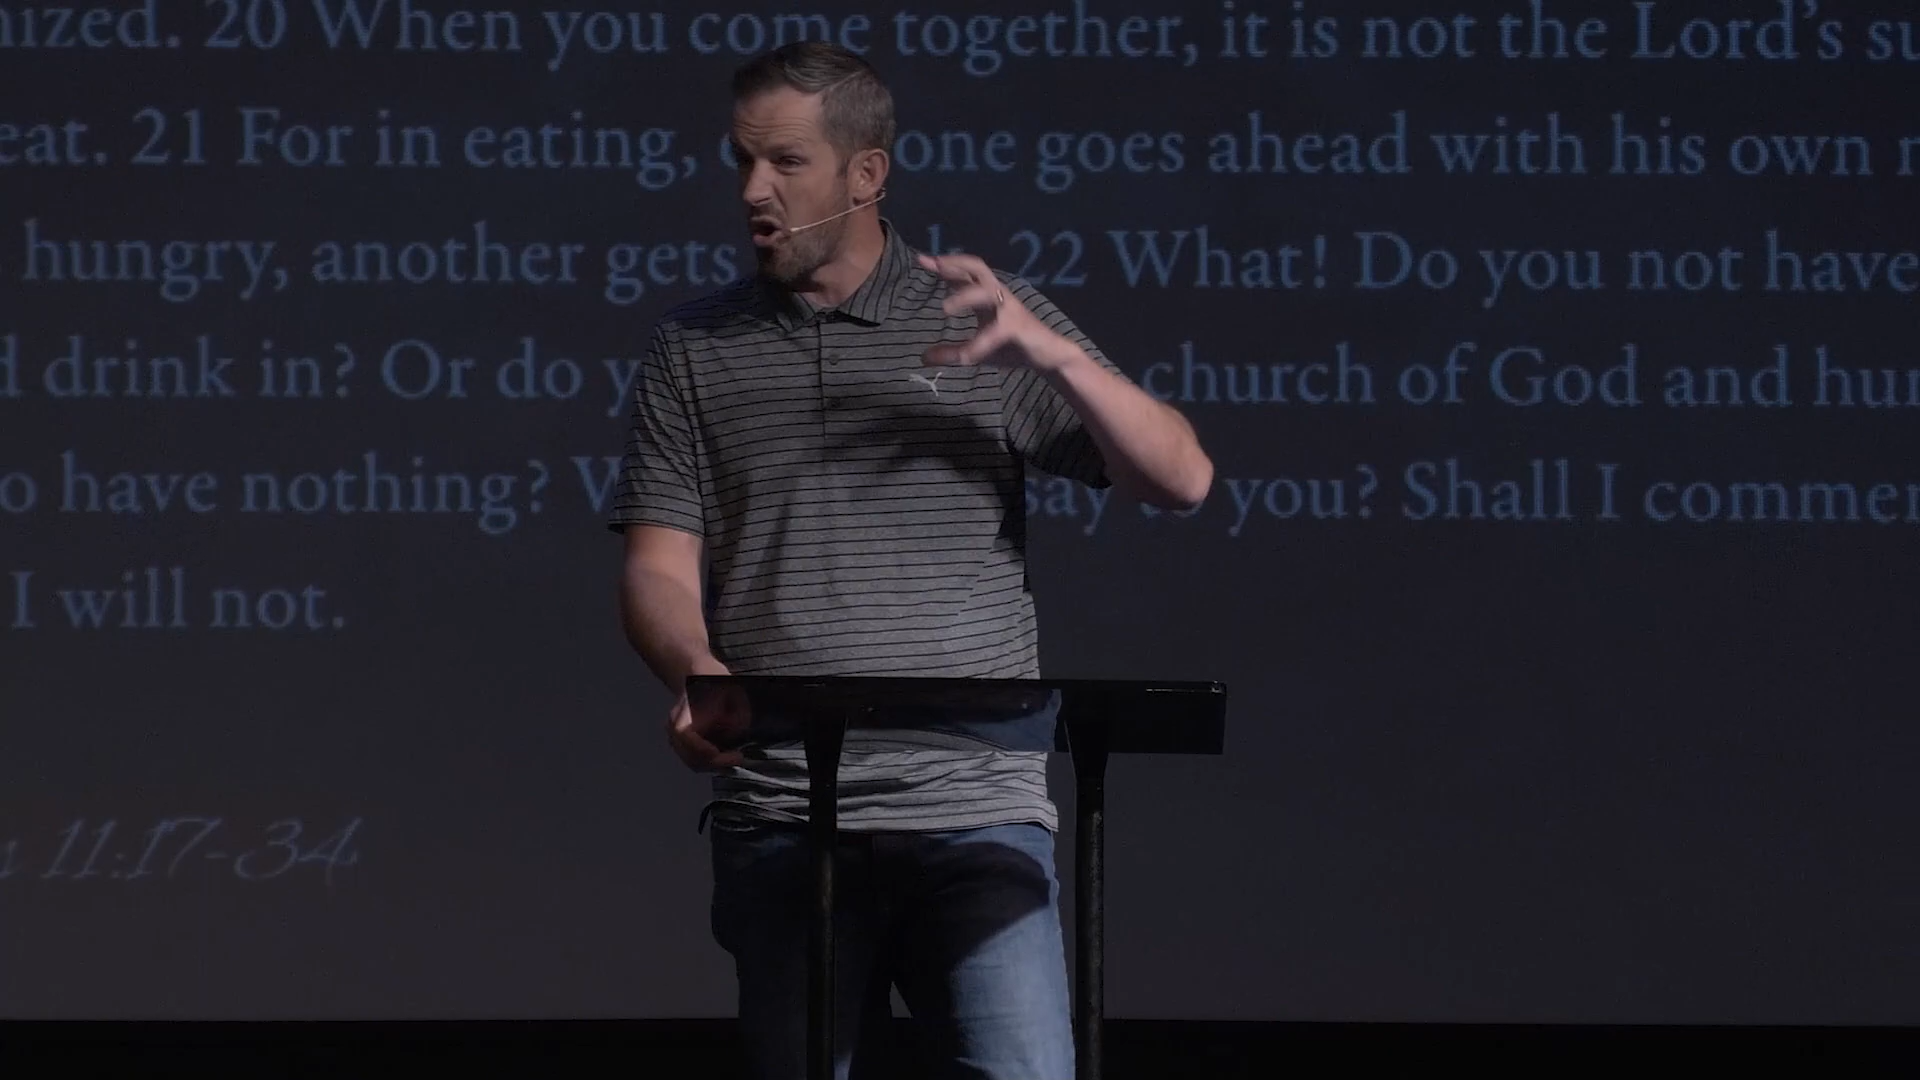 nized. 20 When you come together, it is not the Lord's su
eat. 21 For in eating, one goes ahead with his own
hungry, another gets 22 What! Do you not have
d drink in? Or do y church of God and hu
o have nothing? W say to you? Shall I commen
I will not.
11:17-34